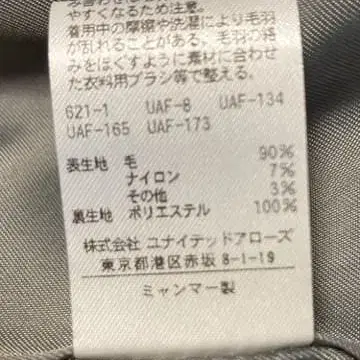 やすくなるため注意。
着用中の摩擦や洗濯により毛羽
が乱れることがある、毛羽の絡
みをほぐすように素材に合わせ
た衣料用ブラシ等で整える。
621-1 UAF-8 UAF-134
UAF-165 UAF-173
表生地 毛 90%
ナイロン 7%
その他 3%
裏生地 ポリエステル 100%
株式会社 ユナイテッドアローズ
東京都港区赤坂 8-1-19
ミャンマー製